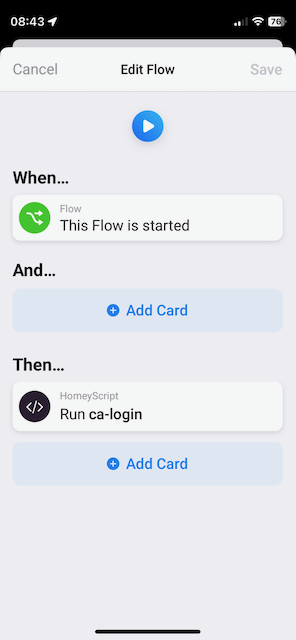 08:43
76
Cancel
Edit Flow
Save
When...
Flow
This Flow is started
And...
Add Card
Then...
HomeyScript
</>
Run ca-login
Add Card